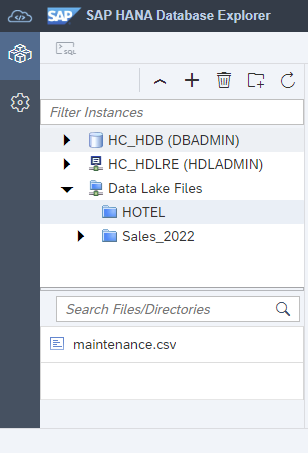 SAP SAP HANA Database Explorer
SQL
Filter Instances
HC_HDB (DBADMIN)
HC_HDLRE (HDLADMIN)
Data Lake Files
HOTEL
Sales_2022
Search Files/Directories
maintenance.csv